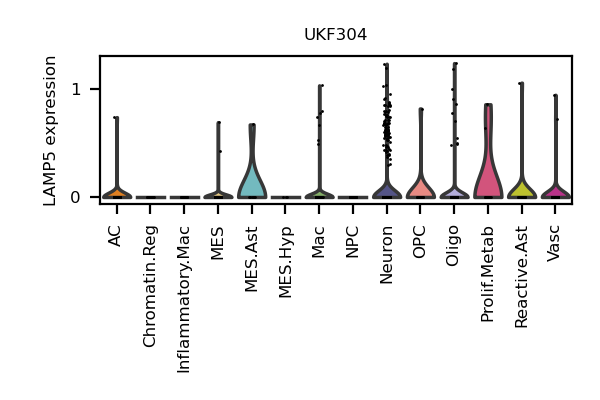 UKF304
LAMP5 expression
1
0
AC
Chromatin.Reg
Inflammatory.Mac
MES
MES.Ast
MES.Hyp
Mac
NPC
Neuron
OPC
Oligo
Prolif.Metab
Reactive.Ast
Vasc